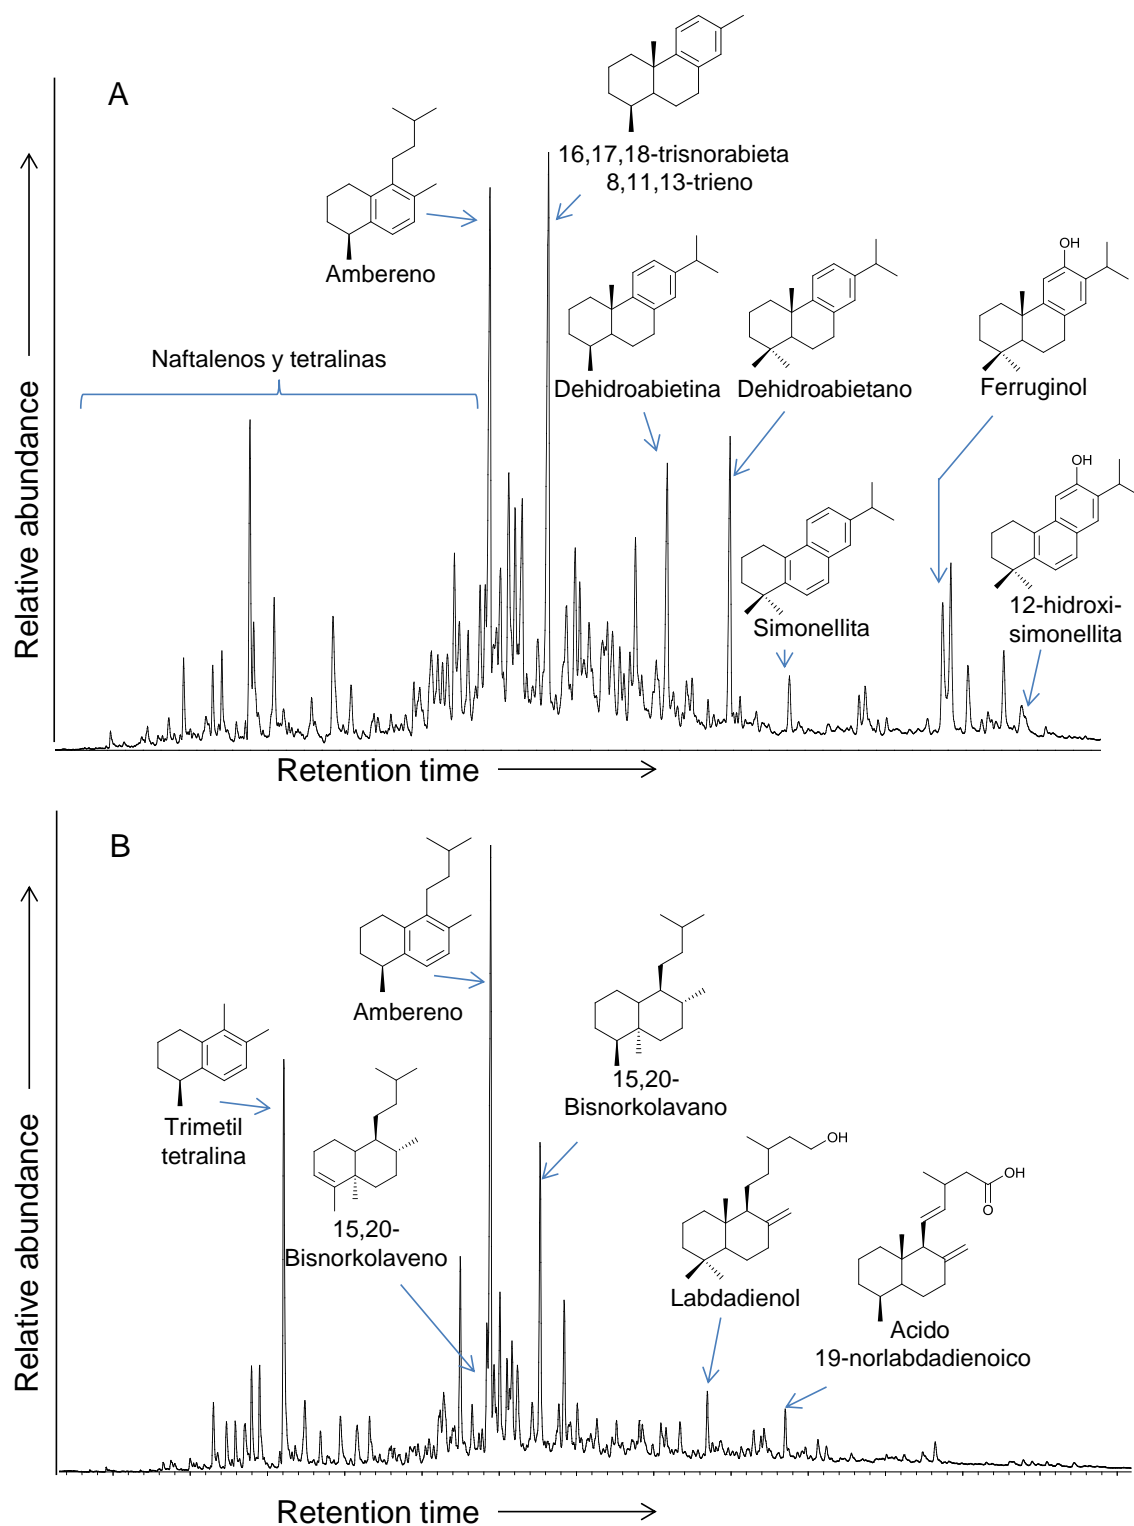 A
16,17,18-trisnorabieta
8,11,13-trieno
Ambereno
OH
Naftalenos y tetralinas
Dehidroabietina
Dehidroabietano
Ferruginol
OH
Simonellita
12-hidroxi-
simonellita
Relative abundance
Retention time
B
Ambereno
15,20-
Bisnorkolavano
Trimetil
tetralina
OH
OH
O
15,20-
Bisnorkolaveno
Labdadienol
Acido
19-norlabdadienoico
Relative abundance
Retention time